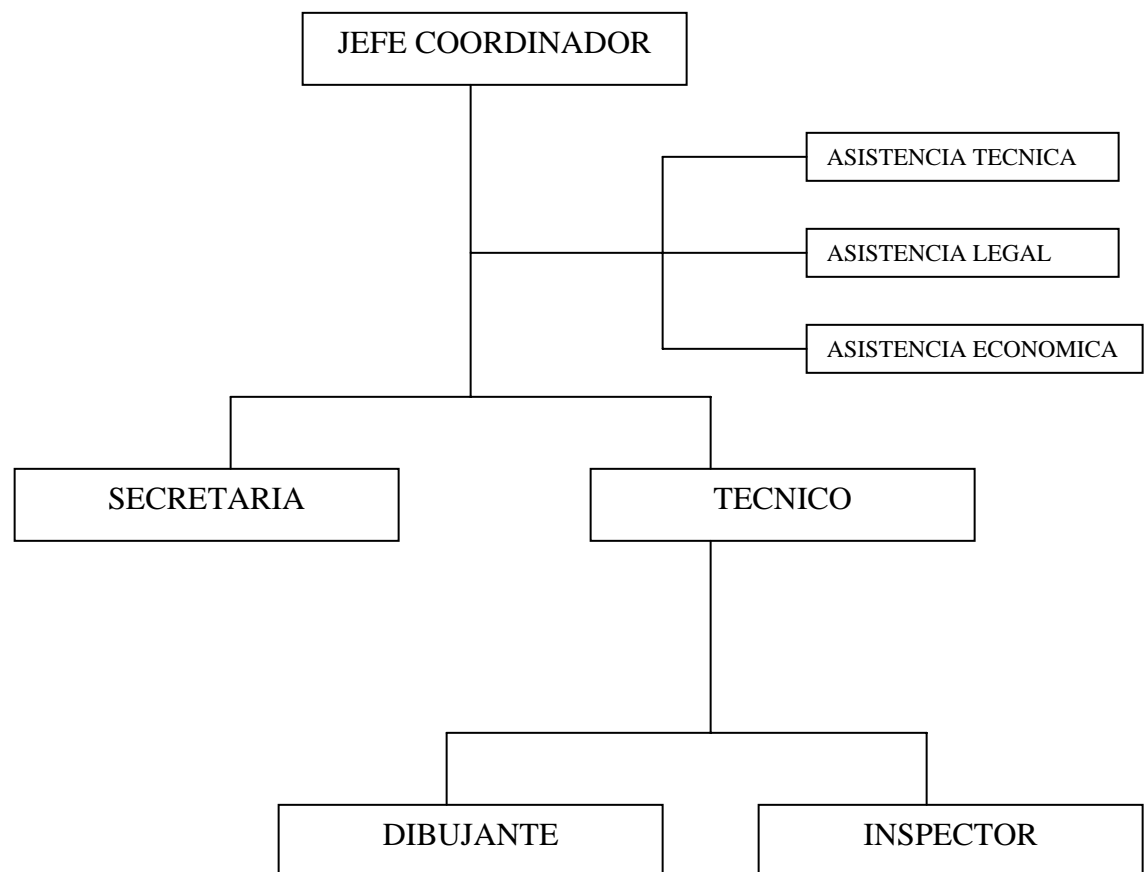 JEFE COORDINADOR
ASISTENCIA TECNICA
ASISTENCIA LEGAL
ASISTENCIA ECONOMICA
SECRETARIA
TECNICO
DIBUJANTE
INSPECTOR